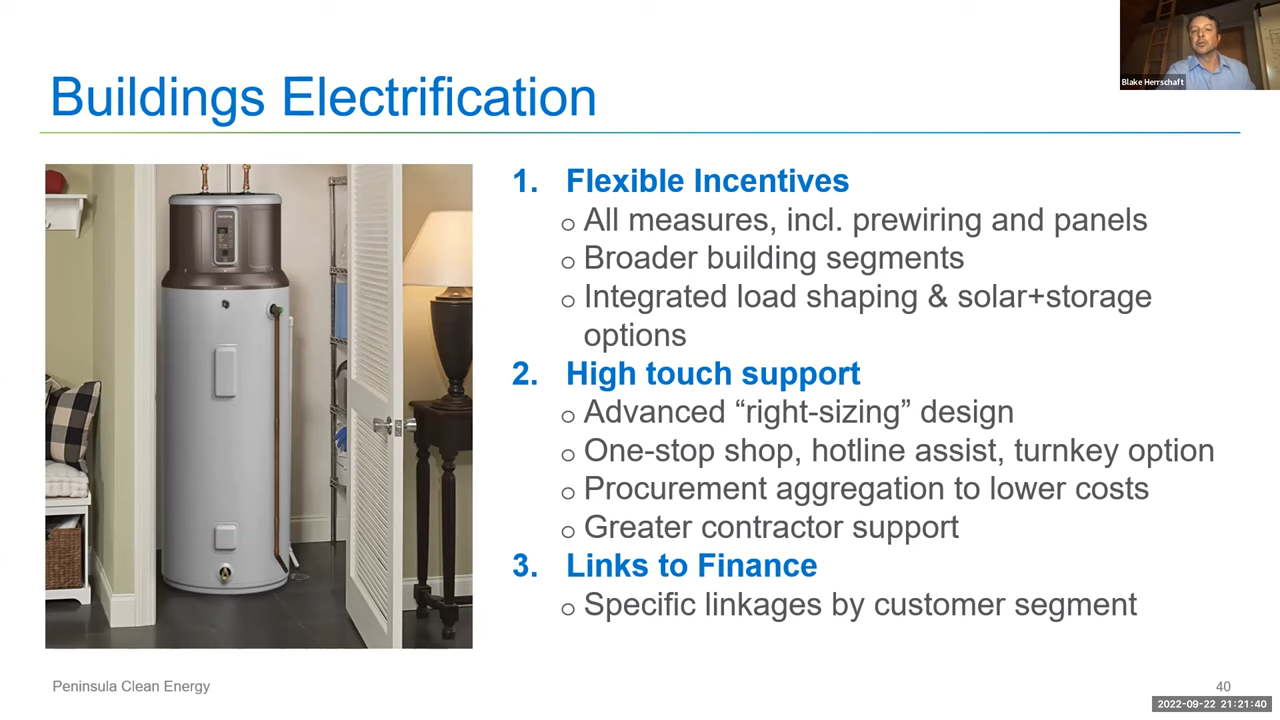 Blake Herrschaft
Buildings Electrification
1. Flexible Incentives
o All measures, incl. prewiring and panels
o Broader building segments
o Integrated load shaping & solar+storage
options
2. High touch support
o Advanced “right-sizing” design
o One-stop shop, hotline assist, turnkey option
o Procurement aggregation to lower costs
o Greater contractor support
3. Links to Finance
o Specific linkages by customer segment
Peninsula Clean Energy
40
2022-09-22 21:21:40